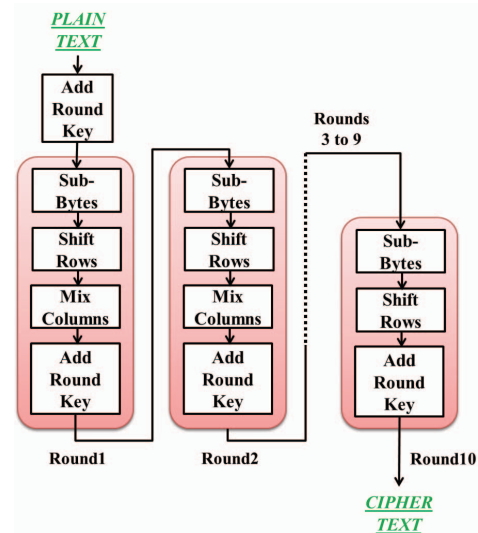 PLAIN
TEXT
Add
Round
Key
Sub-
Bytes
Shift
Rows
Mix
Columns
Add
Round
Key
Round1
Sub-
Bytes
Shift
Rows
Mix
Columns
Add
Round
Key
Round2
Rounds
3 to 9
Sub-
Bytes
Shift
Rows
Add
Round
Key
Round10
CIPHER
TEXT